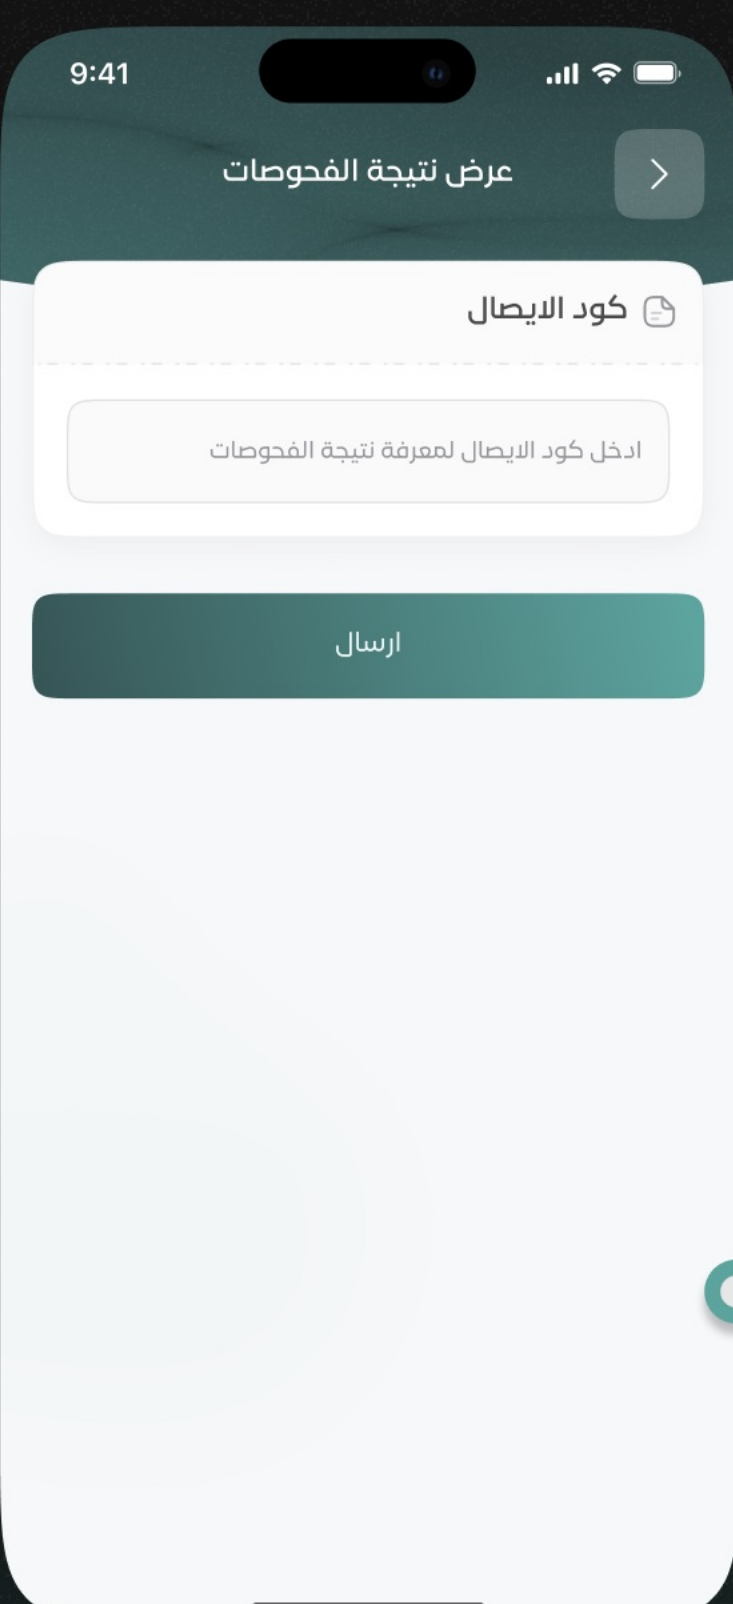 9:41
عرض نتيجة الفحوصات
كود الايصال
ادخل كود الايصال لمعرفة نتيجة الفحوصات
ارسال